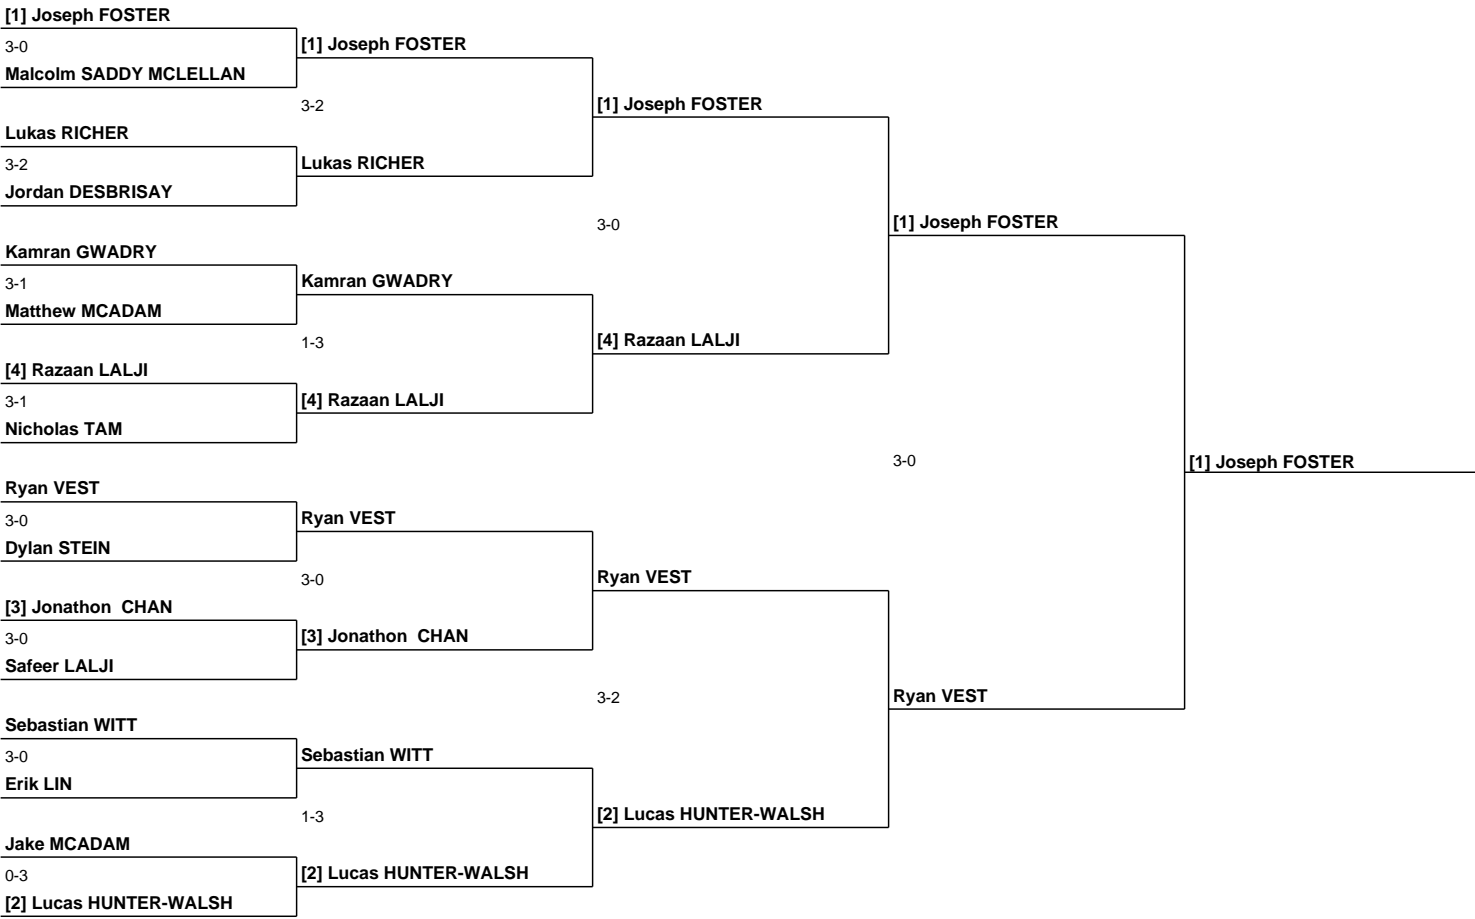 [1] Joseph FOSTER
3-0
Malcolm SADDY MCLELLAN
Lukas RICHER
3-2
Jordan DESBRISAY
Kamran GWADRY
3-1
Matthew MCADAM
[4] Razaan LALJI
3-1
Nicholas TAM
Ryan VEST
3-0
Dylan STEIN
[3] Jonathon  CHAN
3-0
Safeer LALJI
Sebastian WITT
3-0
Erik LIN
Jake MCADAM
0-3
[2] Lucas HUNTER-WALSH
[1] Joseph FOSTER
3-2
Lukas RICHER
Kamran GWADRY
1-3
[4] Razaan LALJI
Ryan VEST
3-0
[3] Jonathon  CHAN
Sebastian WITT
1-3
[2] Lucas HUNTER-WALSH
[1] Joseph FOSTER
3-0
[4] Razaan LALJI
Ryan VEST
3-2
[2] Lucas HUNTER-WALSH
[1] Joseph FOSTER
3-0
Ryan VEST
[1] Joseph FOSTER